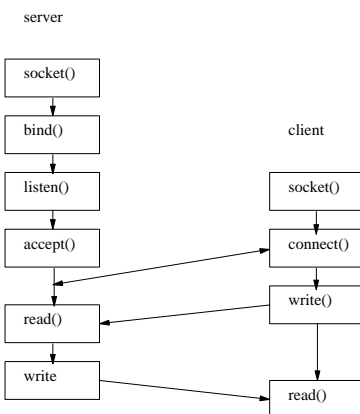 server
socket()
bind()
client
listen()
socket()
accept()
connect()
write()
read()
write
read()